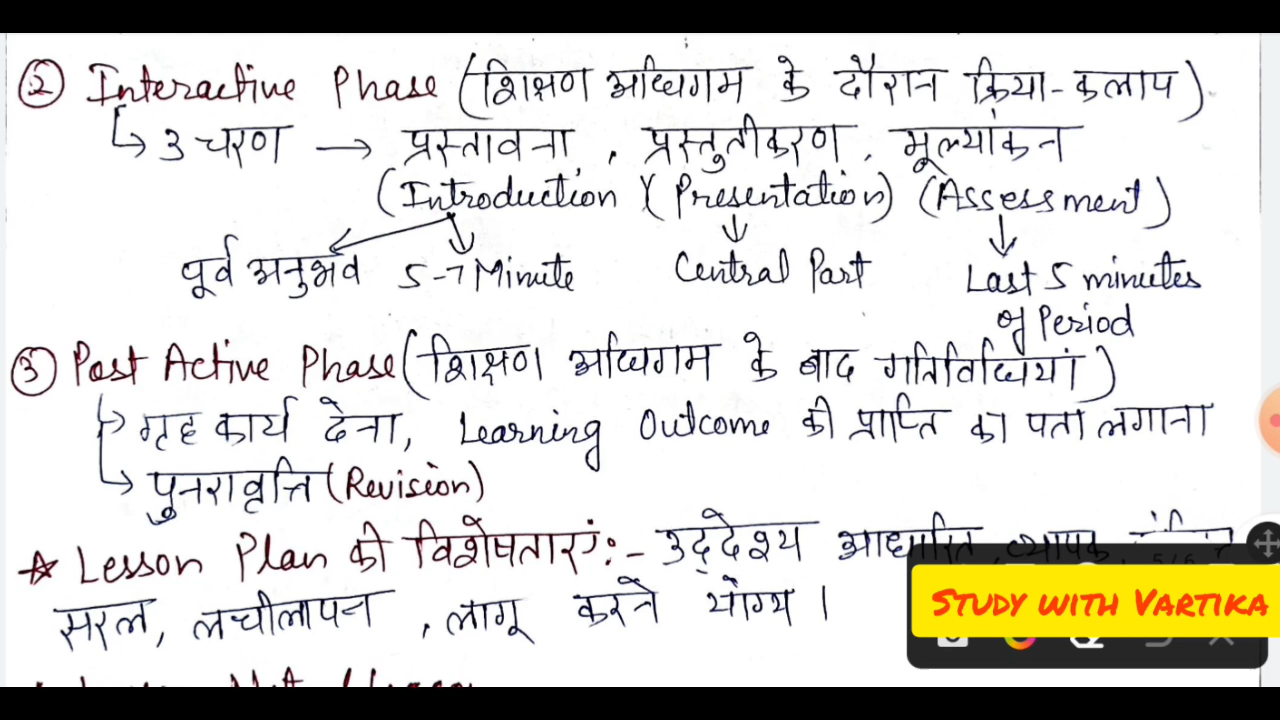 ② Interactive Phase (शिक्षण अधिगम के दौरान क्रिया-कलाप)
↳ 3 चरण → प्रस्तावना, प्रस्तुतीकरण, मूल्यांकन
(Introduction) (Presentation) (Assessment)
पूर्व अनुभव 5-7 Minute Central Part Last 5 minutes
of Period
③ Post Active Phase (शिक्षण अधिगम के बाद गतिविधियां)
↳ गृह कार्य देना, Learning Outcome की प्राप्ति का पता लगाना
↳ पुनरावृत्ति (Revision)
☆ Lesson Plan की विशेषताएं:- उद्देश्य आधारित, व्यापक,
सरल, लचीलापन, लागू करने योग्य।
Study with Vartika